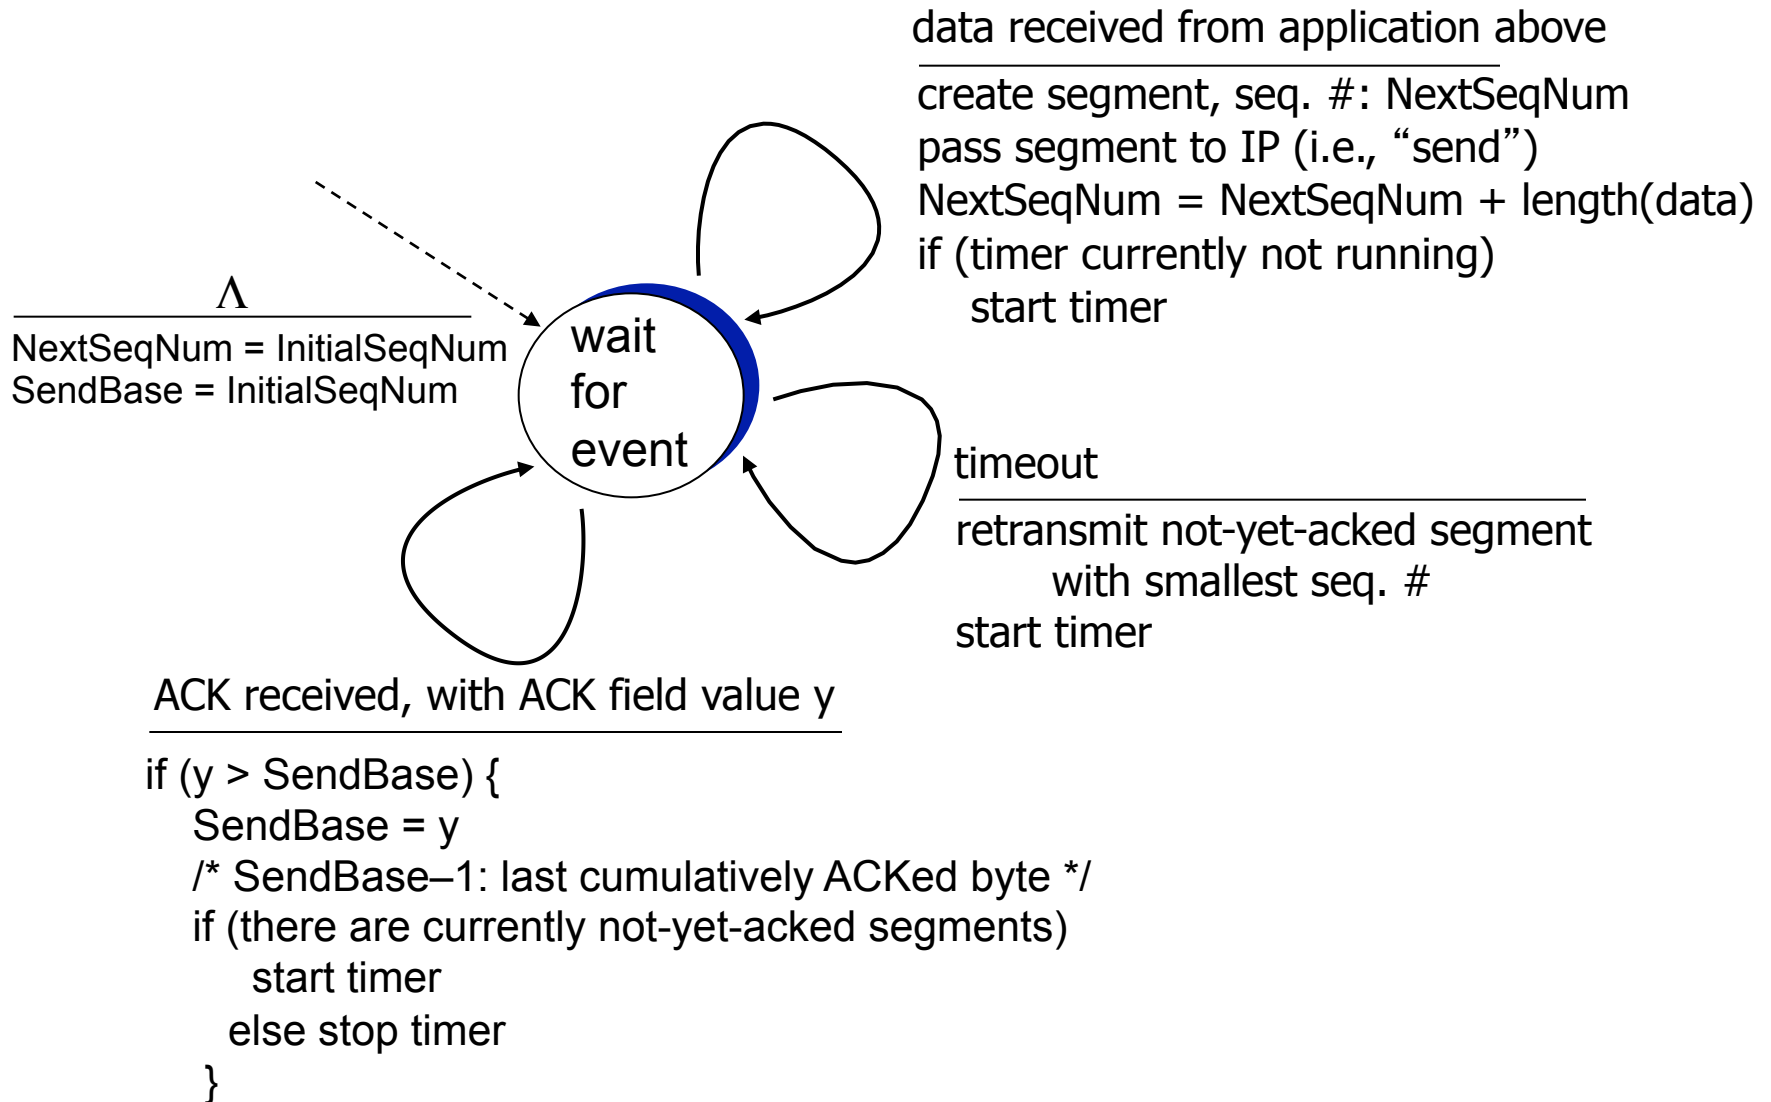 data received from application above
create segment, seq. #: NextSeqNum
pass segment to IP (i.e., “send”)
NextSeqNum = NextSeqNum + length(data)
if (timer currently not running)
start timer
Λ
NextSeqNum = InitialSeqNum
SendBase = InitialSeqNum
wait
for
event
timeout
retransmit not-yet-acked segment
with smallest seq. #
start timer
ACK received, with ACK field value y
if (y > SendBase) {
SendBase = y
/* SendBase–1: last cumulatively ACKed byte */
if (there are currently not-yet-acked segments)
start timer
else stop timer
}